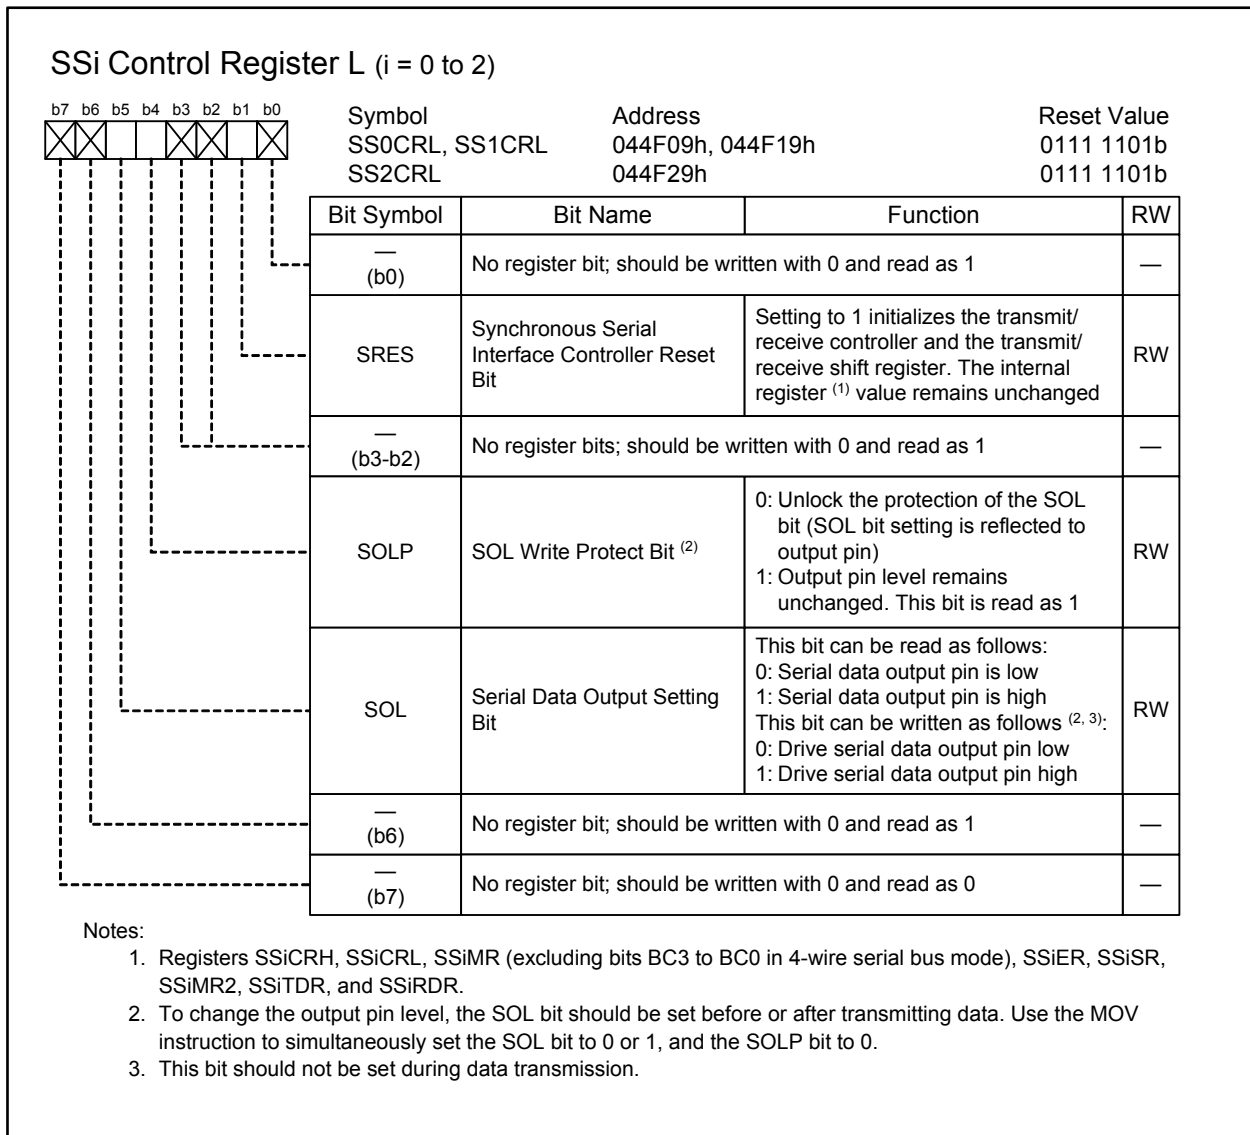 SSi Control Register L (i = 0 to 2)
b7 b6 b5 b4 b3 b2 b1 b0
Symbol Address Reset Value
SS0CRL, SS1CRL 044F09h, 044F19h 0111 1101b
SS2CRL 044F29h 0111 1101b
Bit Symbol Bit Name Function RW
—
(b0)
No register bit; should be written with 0 and read as 1
—
SRES
Synchronous Serial
Interface Controller Reset
Bit
Setting to 1 initializes the transmit/
receive controller and the transmit/
receive shift register. The internal
register (1) value remains unchanged
RW
—
(b3-b2)
No register bits; should be written with 0 and read as 1
—
SOLP
SOL Write Protect Bit (2)
0: Unlock the protection of the SOL
bit (SOL bit setting is reflected to
output pin)
1: Output pin level remains
unchanged. This bit is read as 1
RW
SOL
Serial Data Output Setting
Bit
This bit can be read as follows:
0: Serial data output pin is low
1: Serial data output pin is high
This bit can be written as follows (2, 3):
0: Drive serial data output pin low
1: Drive serial data output pin high
RW
—
(b6)
No register bit; should be written with 0 and read as 1
—
—
(b7)
No register bit; should be written with 0 and read as 0
—
Notes:
1. Registers SSiCRH, SSiCRL, SSiMR (excluding bits BC3 to BC0 in 4-wire serial bus mode), SSiER, SSiSR,
SSiMR2, SSiTDR, and SSiRDR.
2. To change the output pin level, the SOL bit should be set before or after transmitting data. Use the MOV
instruction to simultaneously set the SOL bit to 0 or 1, and the SOLP bit to 0.
3. This bit should not be set during data transmission.